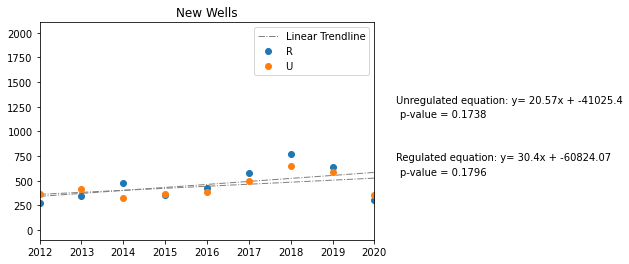 New Wells
2000
1750
1500
1250
1000
750
500
250
0
Linear Trendline
R
U
2012 2013 2014 2015 2016 2017 2018 2019 2020
Unregulated equation: y= 20.57x + -41025.4
p-value = 0.1738
Regulated equation: y= 30.4x + -60824.07
p-value = 0.1796